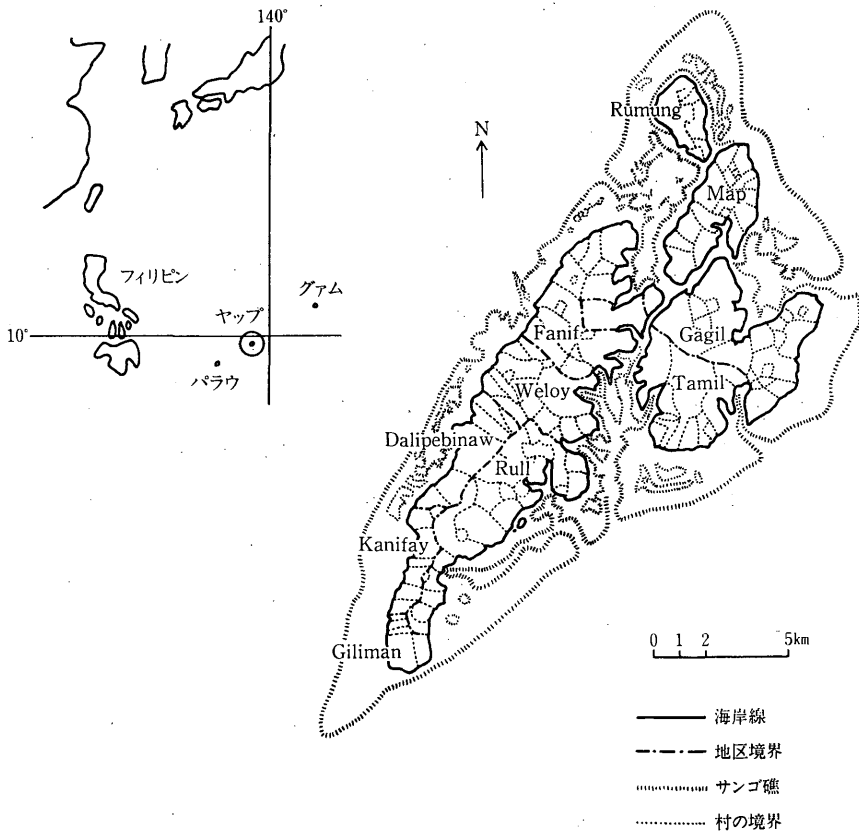 140°
フィリピン
グァム
ヤップ
10°
パラウ
N
Rumung
Map
Fanif
Gagil
Weloy
Tamil
Dalipebinaw
Rull
Kanifay
Giliman
0 1 2 5km
海岸線
地区境界
サンゴ礁
村の境界